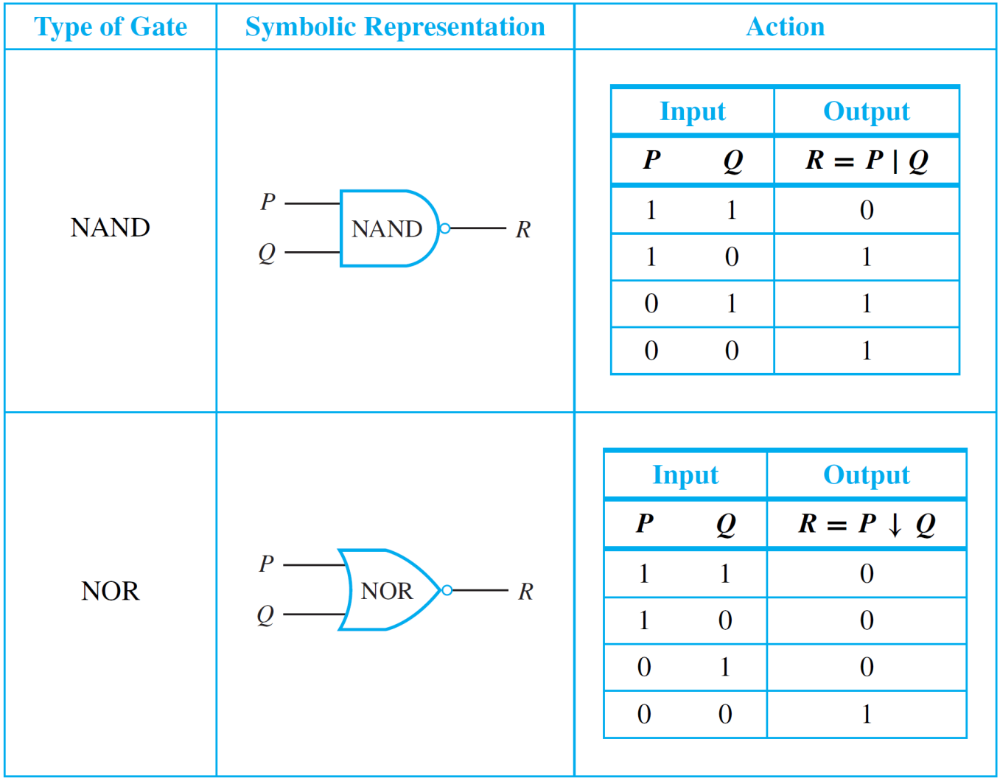 Type of Gate Symbolic Representation Action
Input Output
P Q R = P | Q
1 1 0
1 0 1
0 1 1
0 0 1
NAND
P
Q
NAND
R
Input Output
P Q R = P ↓ Q
1 1 0
1 0 0
0 1 0
0 0 1
NOR
P
Q
NOR
R